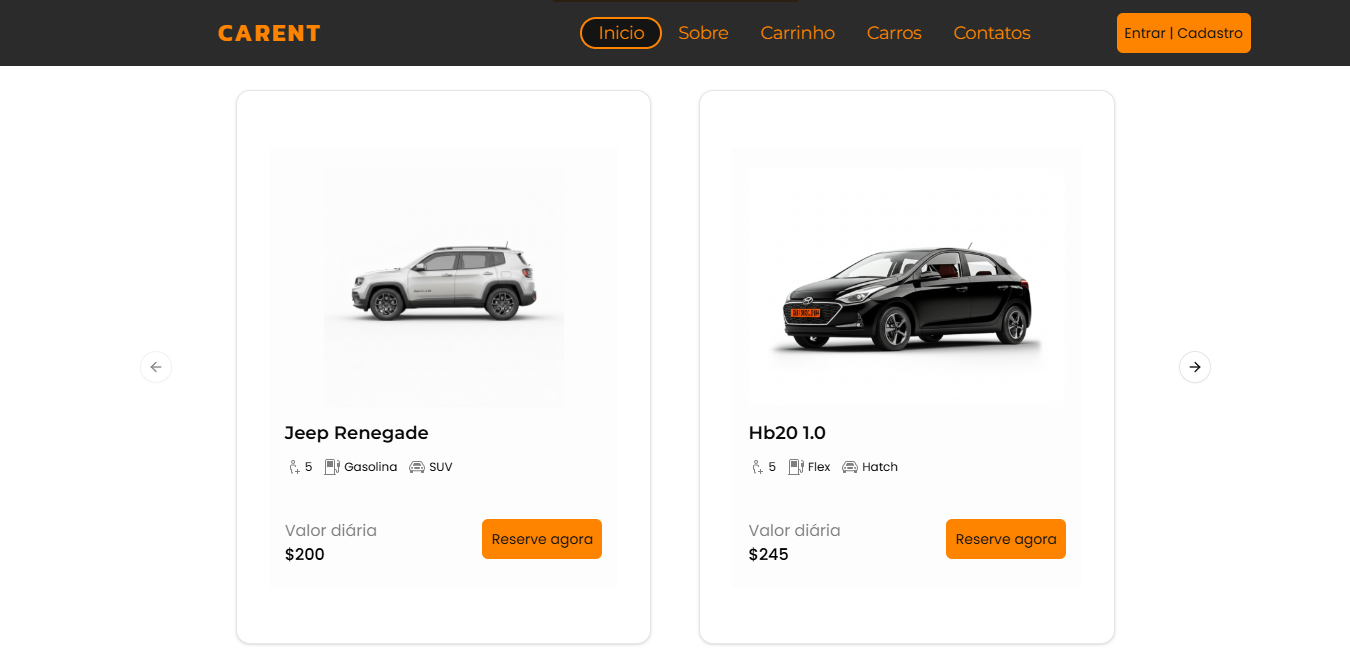 CARENT
Inicio Sobre Carrinho Carros Contatos
Entrar | Cadastro
Jeep Renegade
5 Gasolina SUV
Valor diária
$200
Reserve agora
Hb20 1.0
5 Flex Hatch
Valor diária
$245
Reserve agora